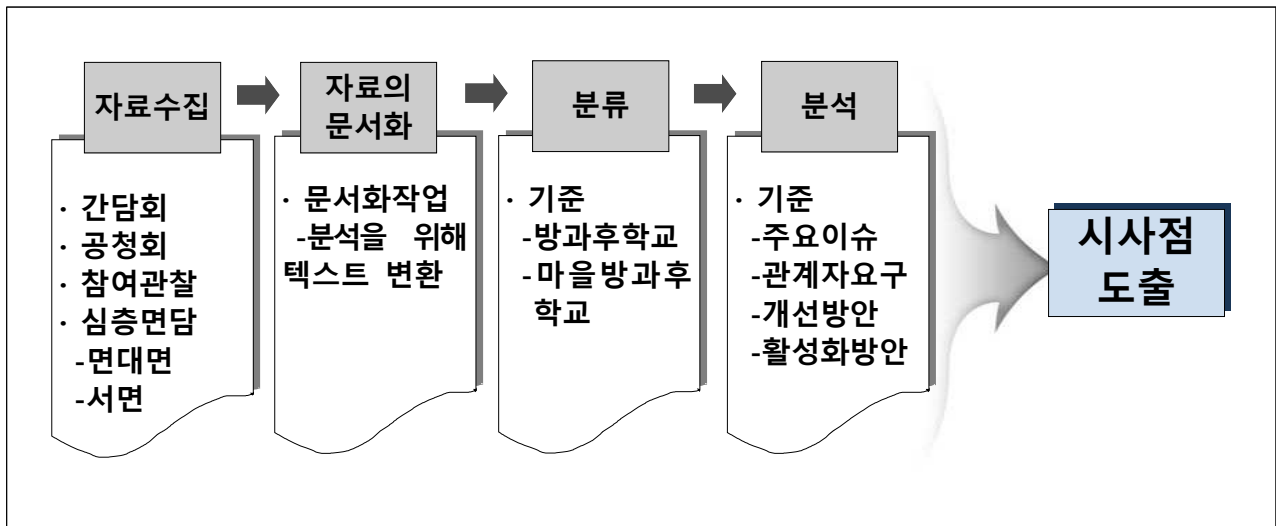 자료수집
· 간담회
· 공청회
· 참여관찰
· 심층면담
-면대면
-서면
자료의
문서화
· 문서화작업
-분석을 위해
텍스트 변환
분류
· 기준
-방과후학교
-마을방과후
학교
분석
· 기준
-주요이슈
-관계자요구
-개선방안
-활성화방안
시사점
도출